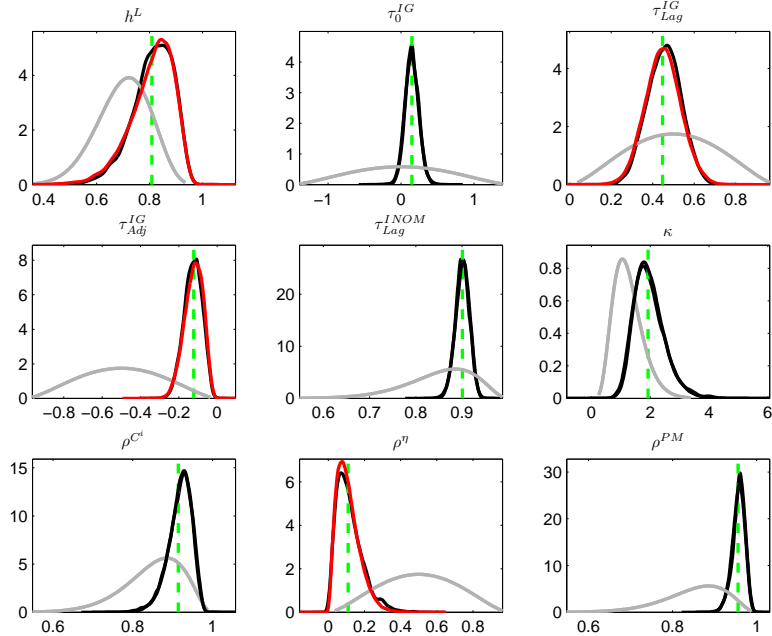 h^L τ_0^{IG} τ_{Lag}^{IG}
4 2 0
0.4 0.6 0.8 1
5 4 3 2 1 0
−1 0 1
4 2 0
0 0.2 0.4 0.6 0.8
τ_{Adj}^{IG} τ_{Lag}^{INOM} κ
8 6 4 2 0
−0.8 −0.6 −0.4 −0.2 0
20 10 0
0.6 0.7 0.8 0.9
0.8 0.6 0.4 0.2 0
0 2 4 6
ρ^{C^i} ρ^η ρ^{PM}
15 10 5 0
0.6 0.8 1
6 4 2 0
0 0.2 0.4 0.6 0.8
30 20 10 0
0.6 0.8 1